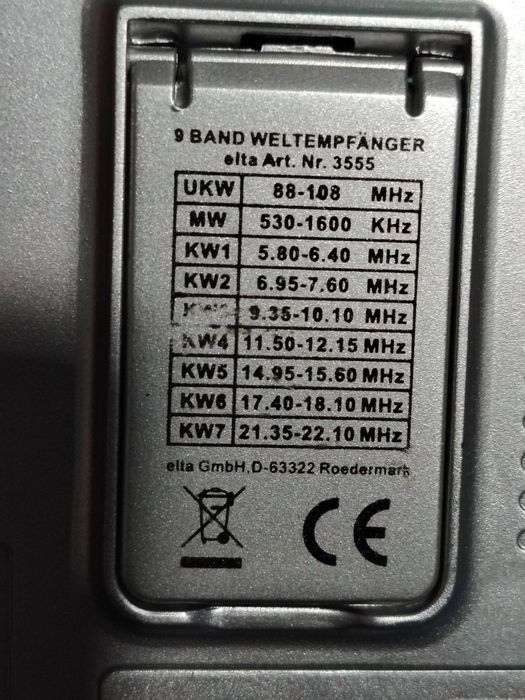 9 BAND WELTEMPFÄNGER
elta Art. Nr. 3555
UKW 88-108 MHz
MW 530-1600 KHz
KW1 5.80-6.40 MHz
KW2 6.95-7.60 MHz
KW3 9.35-10.10 MHz
KW4 11.50-12.15 MHz
KW5 14.95-15.60 MHz
KW6 17.40-18.10 MHz
KW7 21.35-22.10 MHz
elta GmbH,D-63322 Roedermark
CE